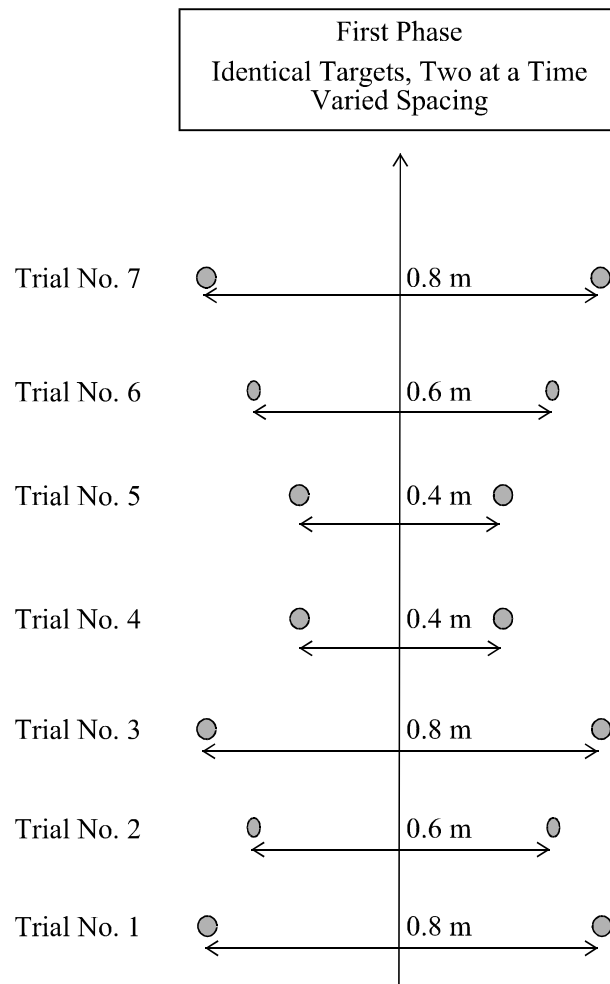 First Phase
Identical Targets, Two at a Time
Varied Spacing
Trial No. 7 0.8 m
Trial No. 6 0.6 m
Trial No. 5 0.4 m
Trial No. 4 0.4 m
Trial No. 3 0.8 m
Trial No. 2 0.6 m
Trial No. 1 0.8 m